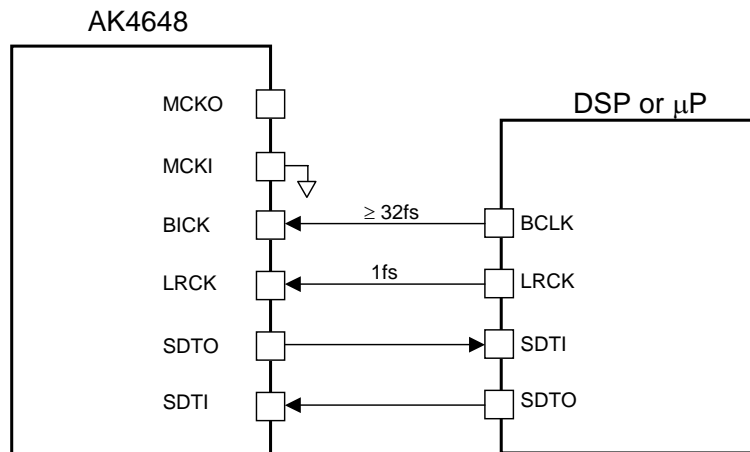 AK4648
DSP or μP
MCKO
MCKI
BICK
≥ 32fs
BCLK
LRCK
1fs
LRCK
SDTO
SDTI
SDTI
SDTO